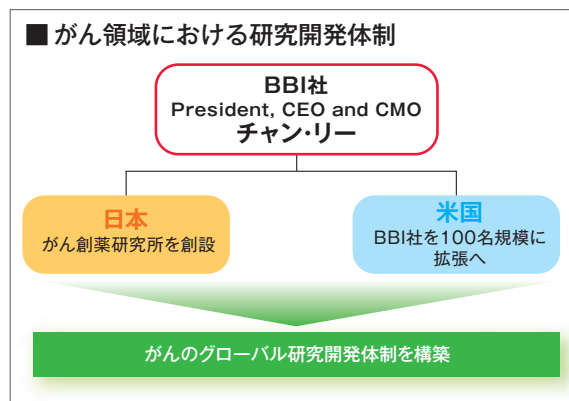 ■ がん領域における研究開発体制
BBI社
President, CEO and CMO
チャン・リー
日本
がん創薬研究所を創設
米国
BBI社を100名規模に
拡張へ
がんのグローバル研究開発体制を構築